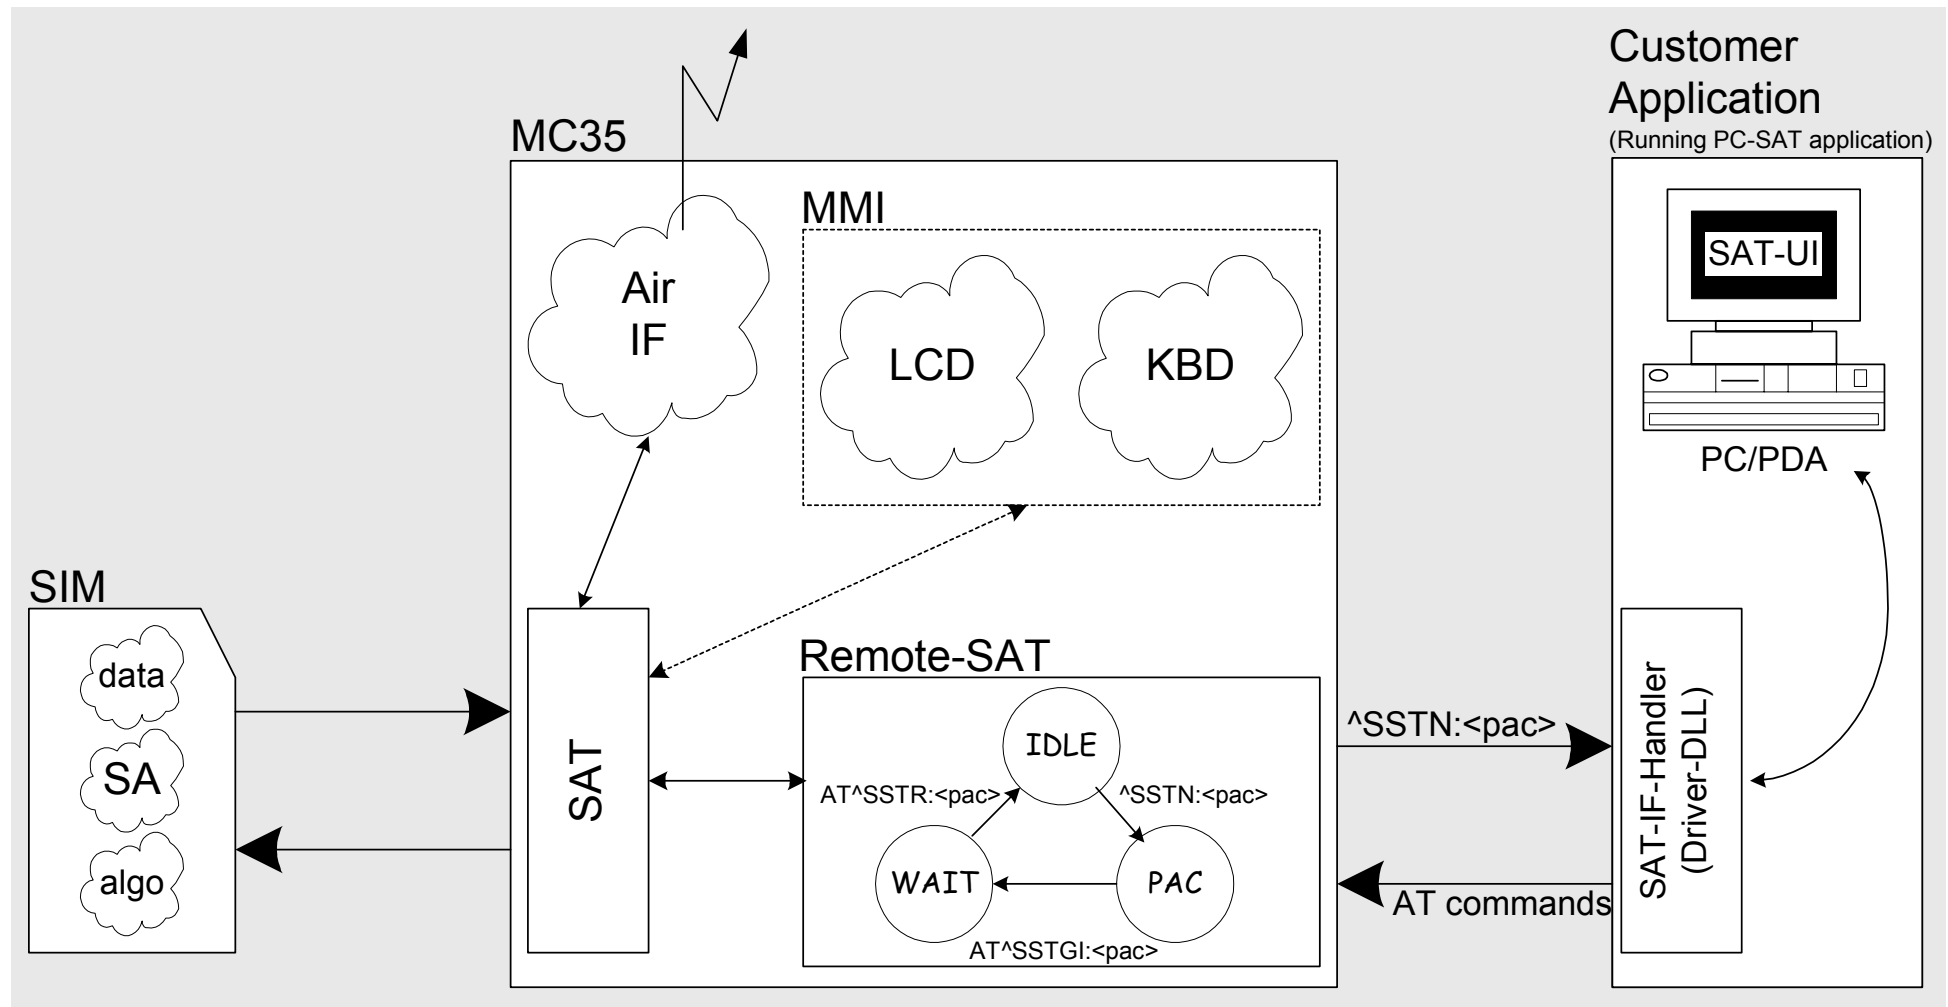 Customer
Application
(Running PC-SAT application)
MC35
MMI
Air
IF
LCD
KBD
SAT-UI
PC/PDA
SIM
data
SA
algo
SAT
Remote-SAT
IDLE
AT^SSTR:<pac>
^SSTN:<pac>
WAIT
PAC
AT^SSTGI:<pac>
^SSTN:<pac>
AT commands
SAT-IF-Handler
(Driver-DLL)